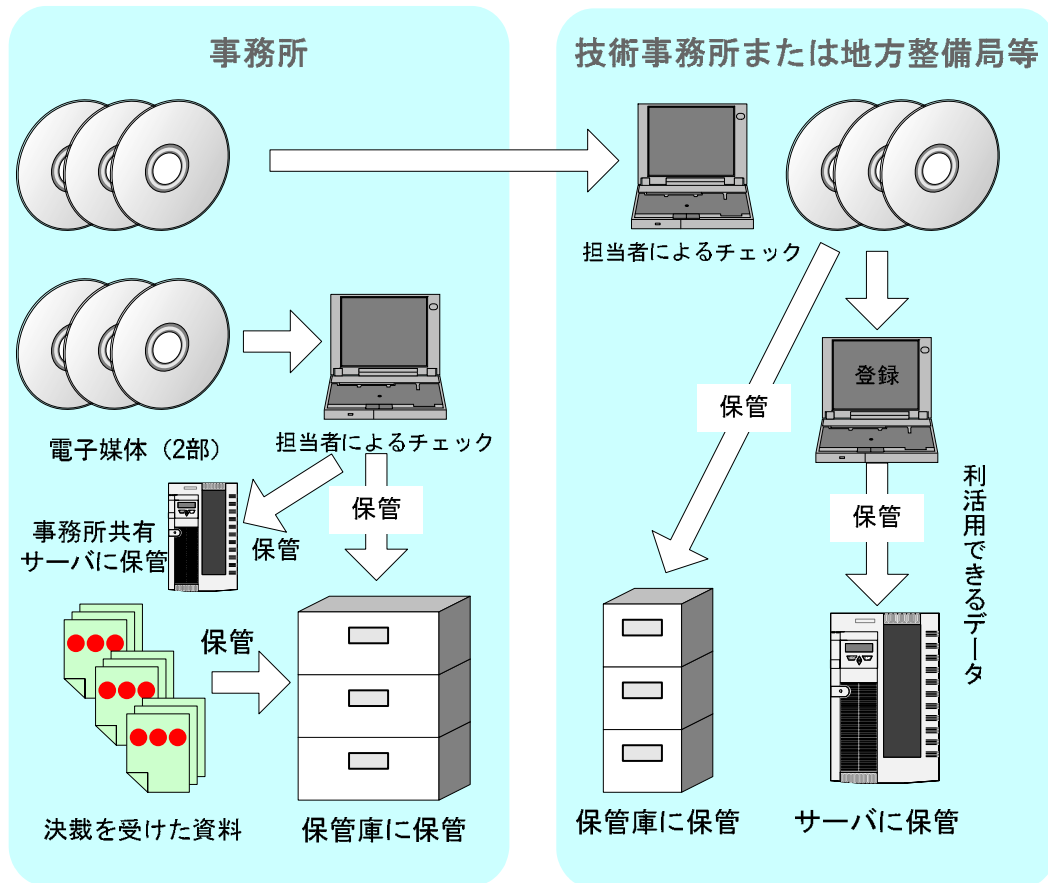 事務所
電子媒体（2部）
担当者によるチェック
事務所共有
サーバに保管
保管
保管
保管
決裁を受けた資料
保管庫に保管
技術事務所または地方整備局等
担当者によるチェック
登録
保管
保管
利活用できるデータ
保管庫に保管
サーバに保管